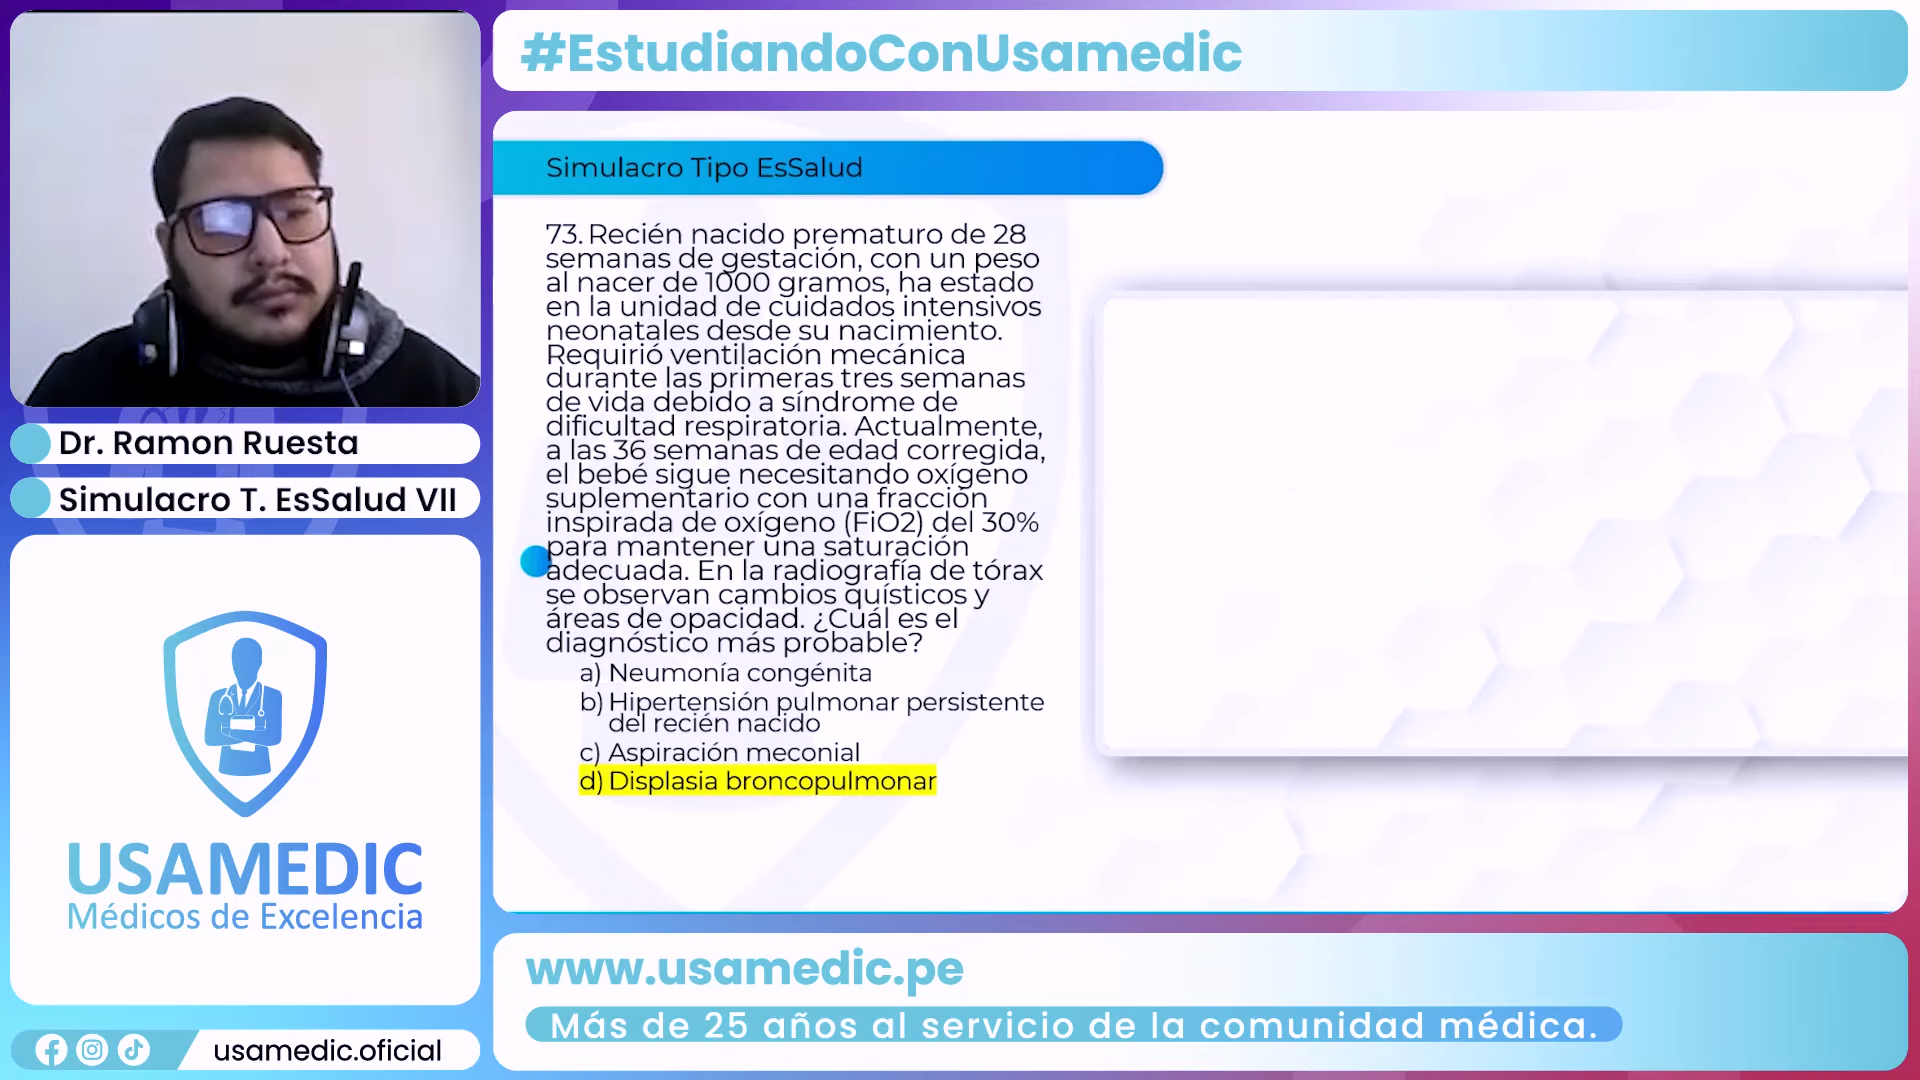 #EstudiandoConUsamedic
Simulacro Tipo EsSalud
73. Recién nacido prematuro de 28
semanas de gestación, con un peso
al nacer de 1000 gramos, ha estado
en la unidad de cuidados intensivos
neonatales desde su nacimiento.
Requirió ventilación mecánica
durante las primeras tres semanas
de vida debido a síndrome de
dificultad respiratoria. Actualmente,
a las 36 semanas de edad corregida,
el bebé sigue necesitando oxígeno
suplementario con una fracción
inspirada de oxígeno (FiO2) del 30%
para mantener una saturación
adecuada. En la radiografía de tórax
se observan cambios quísticos y
áreas de opacidad. ¿Cuál es el
diagnóstico más probable?
a) Neumonía congénita
b) Hipertensión pulmonar persistente
del recién nacido
c) Aspiración meconial
d) Displasia broncopulmonar
Dr. Ramon Ruesta
Simulacro T. EsSalud VII
USAMEDIC
Médicos de Excelencia
usamedic.oficial
www.usamedic.pe
Más de 25 años al servicio de la comunidad médica.